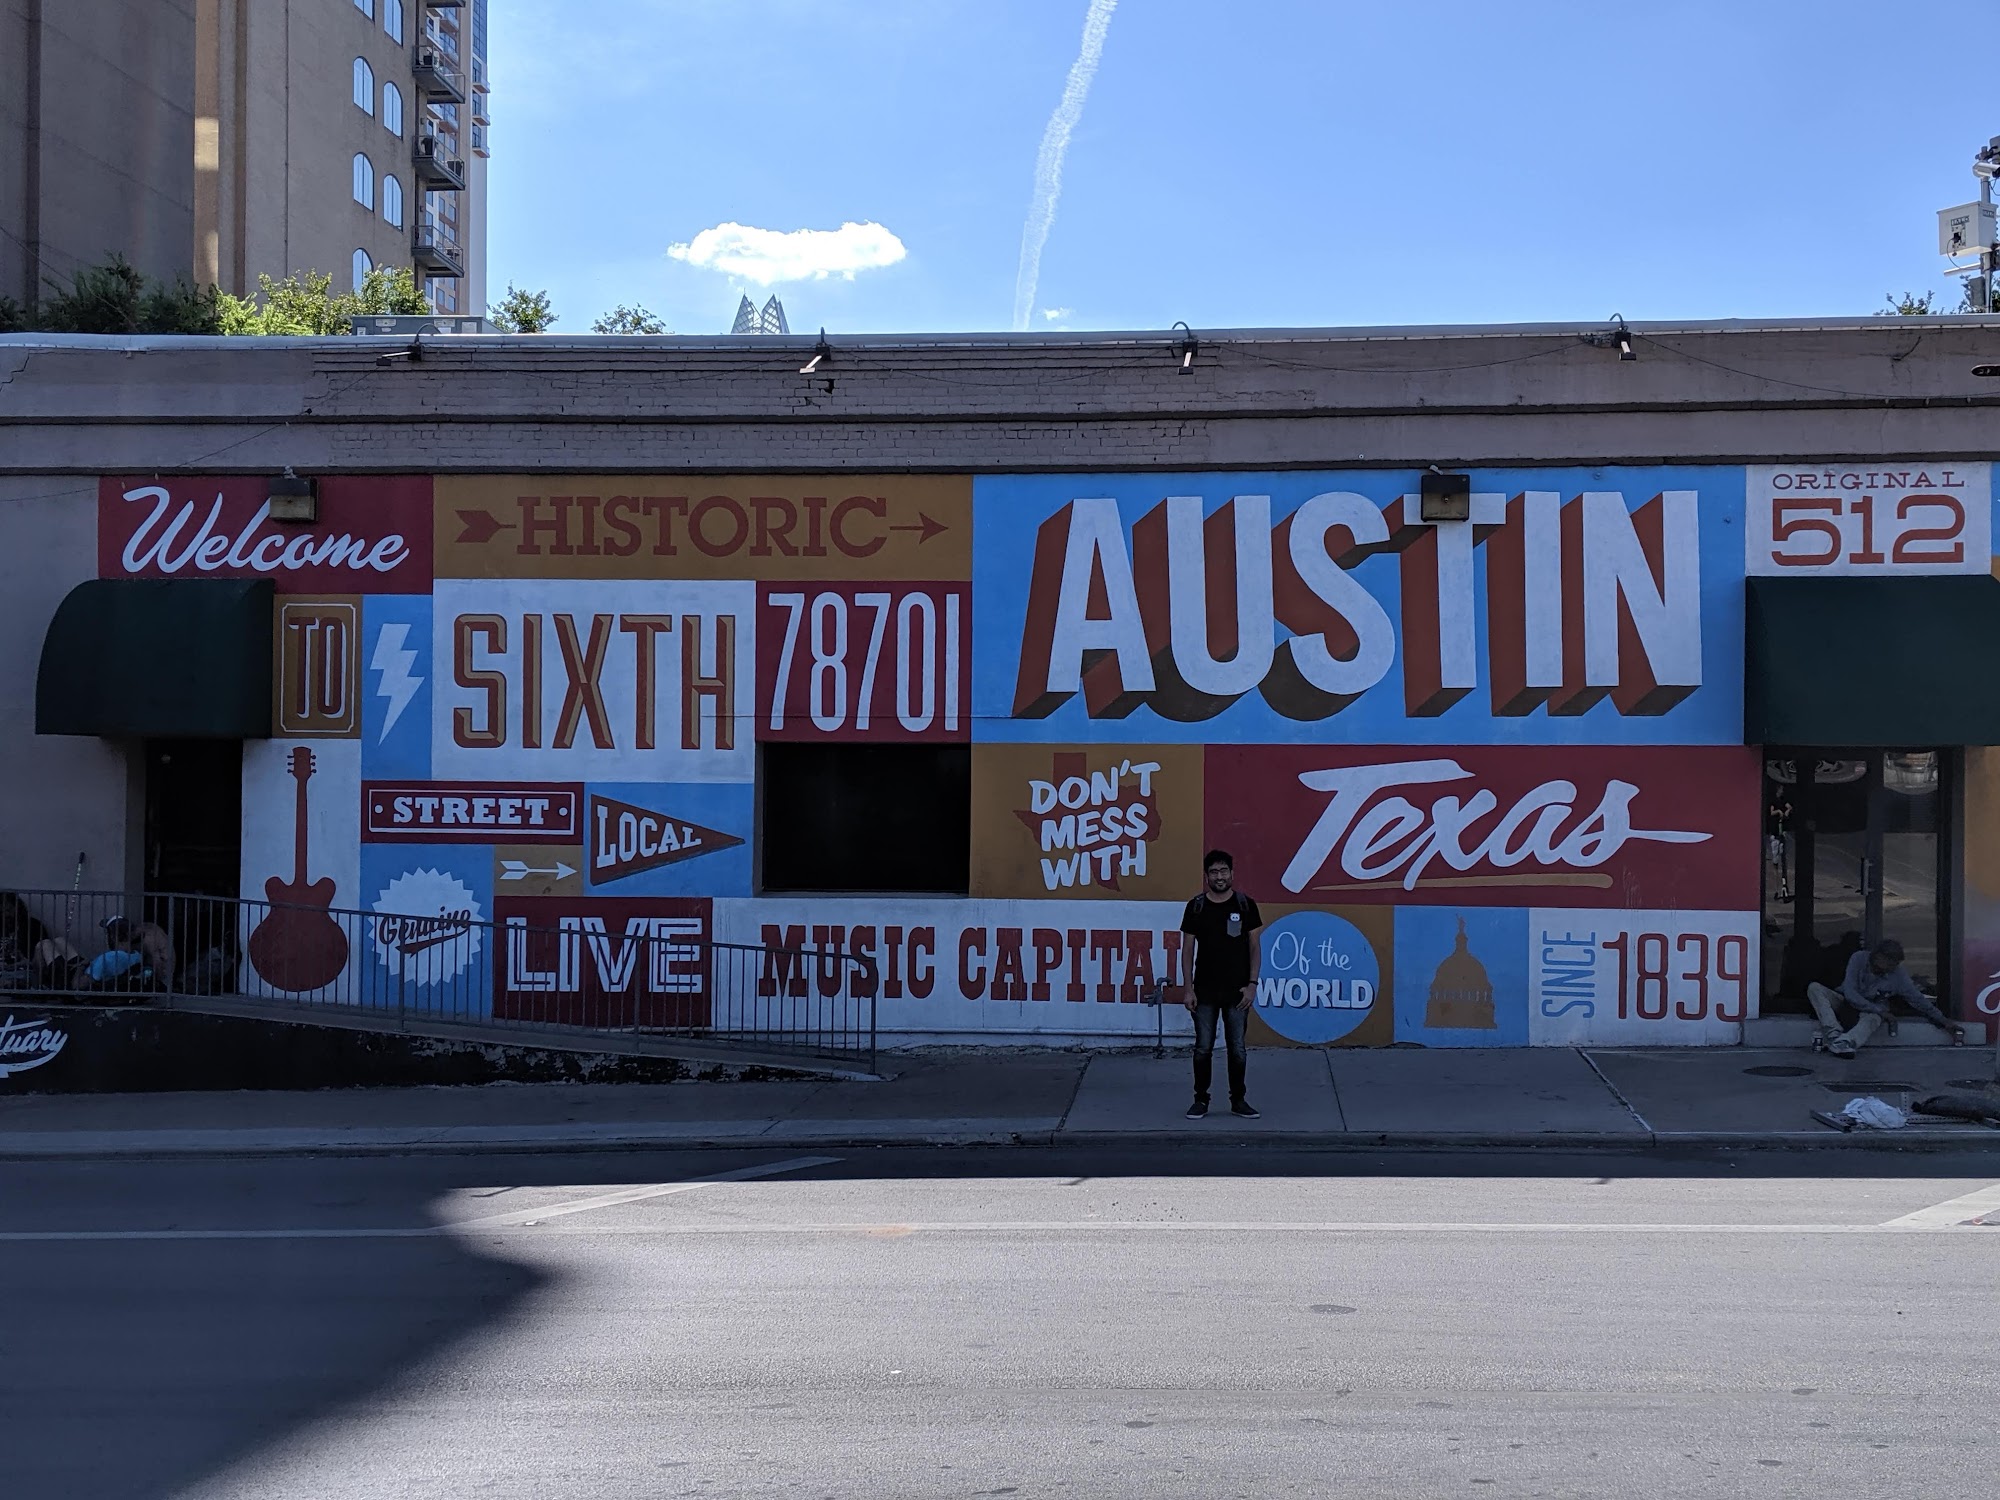 Welcome
HISTORIC
AUSTIN
ORIGINAL
512
TO
SIXTH
78701
STREET
LOCAL
DON'T
MESS
WITH
Texas
Genuine
LIVE
MUSIC CAPITAL
Of the
WORLD
SINCE
1839